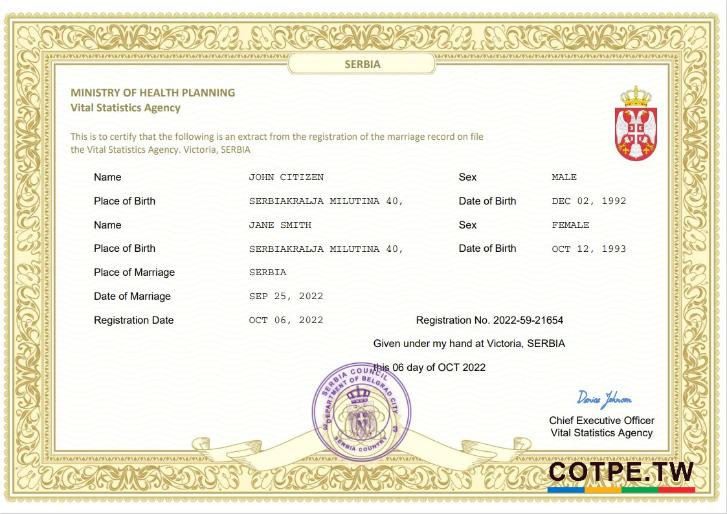 SERBIA
MINISTRY OF HEALTH PLANNING
Vital Statistics Agency
This is to certify that the following is an extract from the registration of the marriage record on file
the Vital Statistics Agency. Victoria, SERBIA
Name JOHN CITIZEN Sex MALE
Place of Birth SERBIAKRALJA MILUTINA 40, Date of Birth DEC 02, 1992
Name JANE SMITH Sex FEMALE
Place of Birth SERBIAKRALJA MILUTINA 40, Date of Birth OCT 12, 1993
Place of Marriage SERBIA
Date of Marriage SEP 25, 2022
Registration Date OCT 06, 2022 Registration No. 2022-59-21654
Given under my hand at Victoria, SERBIA
this 06 day of OCT 2022
SERBIA COUNCIL
DEPARTMENT OF BELGRAD CITY
SERBIA COUNTRY
Denise Johnson
Chief Executive Officer
Vital Statistics Agency
COTPE.TW